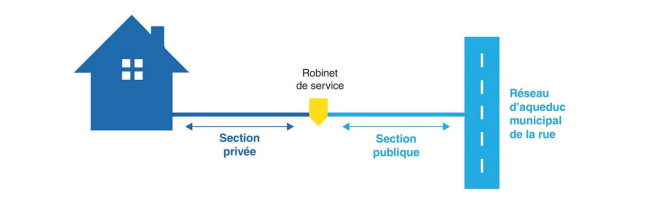 Robinet
de service
Section
privée
Section
publique
Réseau
d'aqueduc
municipal
de la rue